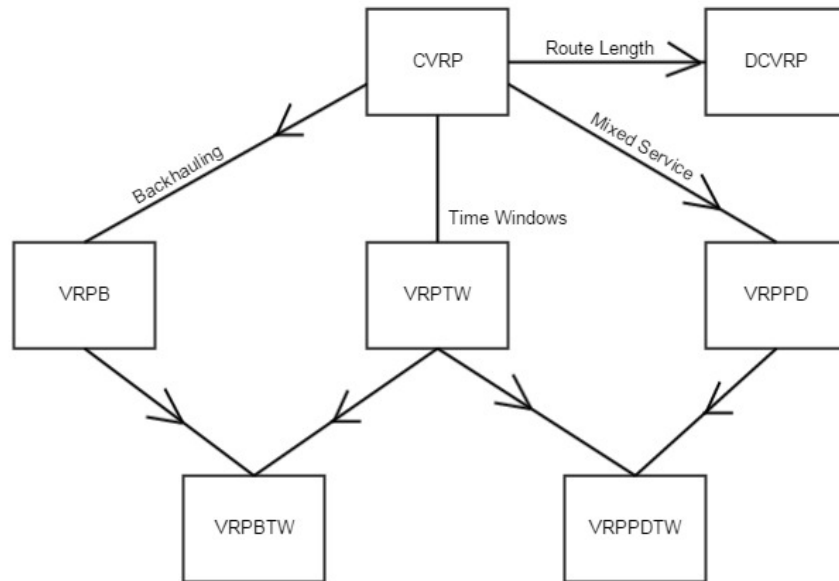 CVRP
Route Length
DCVRP
Backhauling
Mixed Service
Time Windows
VRPB
VRPTW
VRPPD
VRPBTW
VRPPDTW